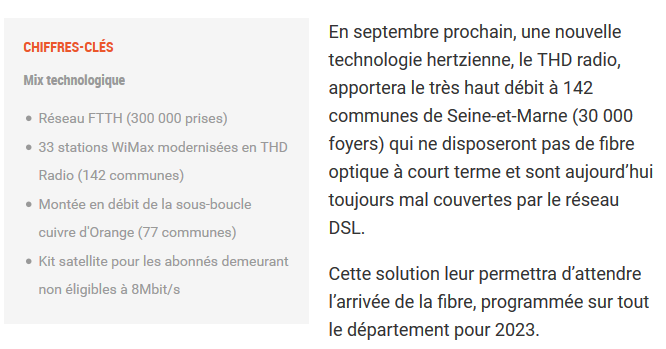 CHIFFRES-CLÉS
Mix technologique
Réseau FTTH (300 000 prises)
33 stations WiMax modernisées en THD
Radio (142 communes)
Montée en débit de la sous-boucle
cuivre d'Orange (77 communes)
Kit satellite pour les abonnés demeurant
non éligibles à 8Mbit/s
En septembre prochain, une nouvelle
technologie hertzienne, le THD radio,
apportera le très haut débit à 142
communes de Seine-et-Marne (30 000
foyers) qui ne disposeront pas de fibre
optique à court terme et sont aujourd’hui
toujours mal couvertes par le réseau
DSL.
Cette solution leur permettra d’attendre
l’arrivée de la fibre, programmée sur tout
le département pour 2023.